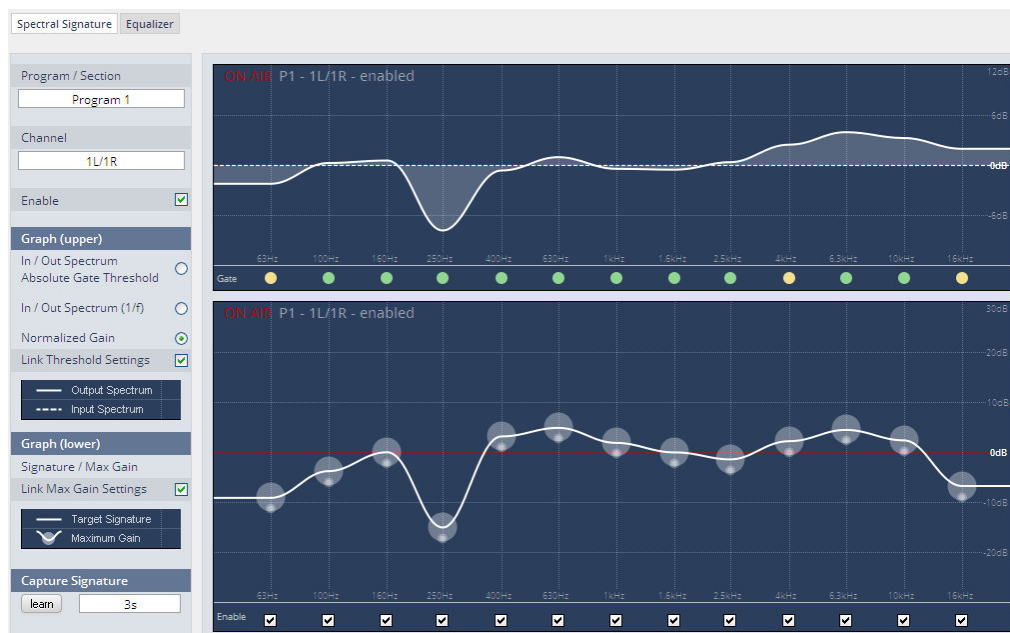 Spectral Signature Equalizer
Program / Section
Program 1
Channel
1L/1R
Enable
Graph (upper)
In / Out Spectrum
Absolute Gate Threshold
In / Out Spectrum (1/f)
Normalized Gain
Link Threshold Settings
Output Spectrum
Input Spectrum
Graph (lower)
Signature / Max Gain
Link Max Gain Settings
Target Signature
Maximum Gain
Capture Signature
learn 3s
ON AIR P1 - 1L/1R - enabled
12dB
6dB
0dB
-6dB
63Hz 100Hz 160Hz 250Hz 400Hz 630Hz 1kHz 1.6kHz 2.5kHz 4kHz 6.3kHz 10kHz 16kHz
Gate
ON AIR P1 - 1L/1R - enabled
30dB
20dB
10dB
0dB
-10dB
-20dB
63Hz 100Hz 160Hz 250Hz 400Hz 630Hz 1kHz 1.6kHz 2.5kHz 4kHz 6.3kHz 10kHz 16kHz
Enable